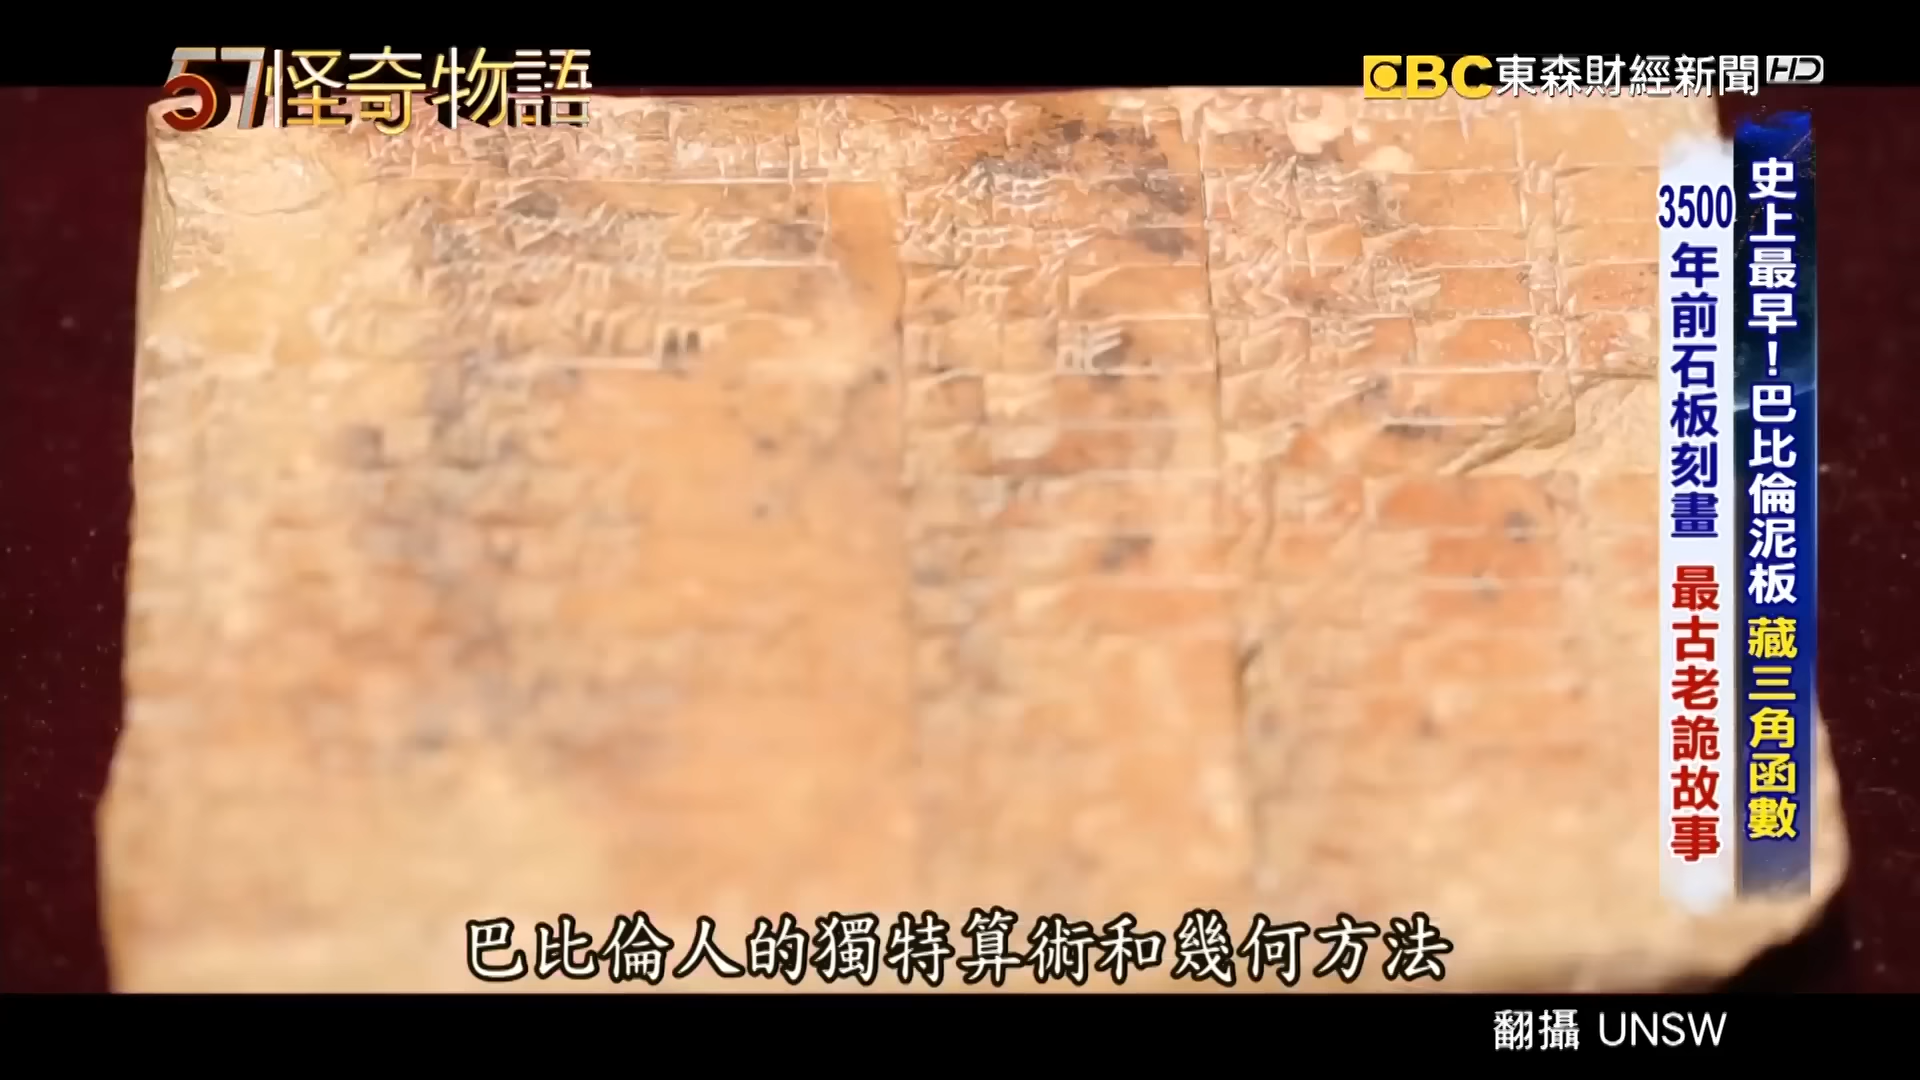 57怪奇物語
EBC東森財經新聞HD
史上最早！巴比倫泥板 藏三角函數
3500年前石板刻畫 最古老詭故事
巴比倫人的獨特算術和幾何方法
翻攝 UNSW